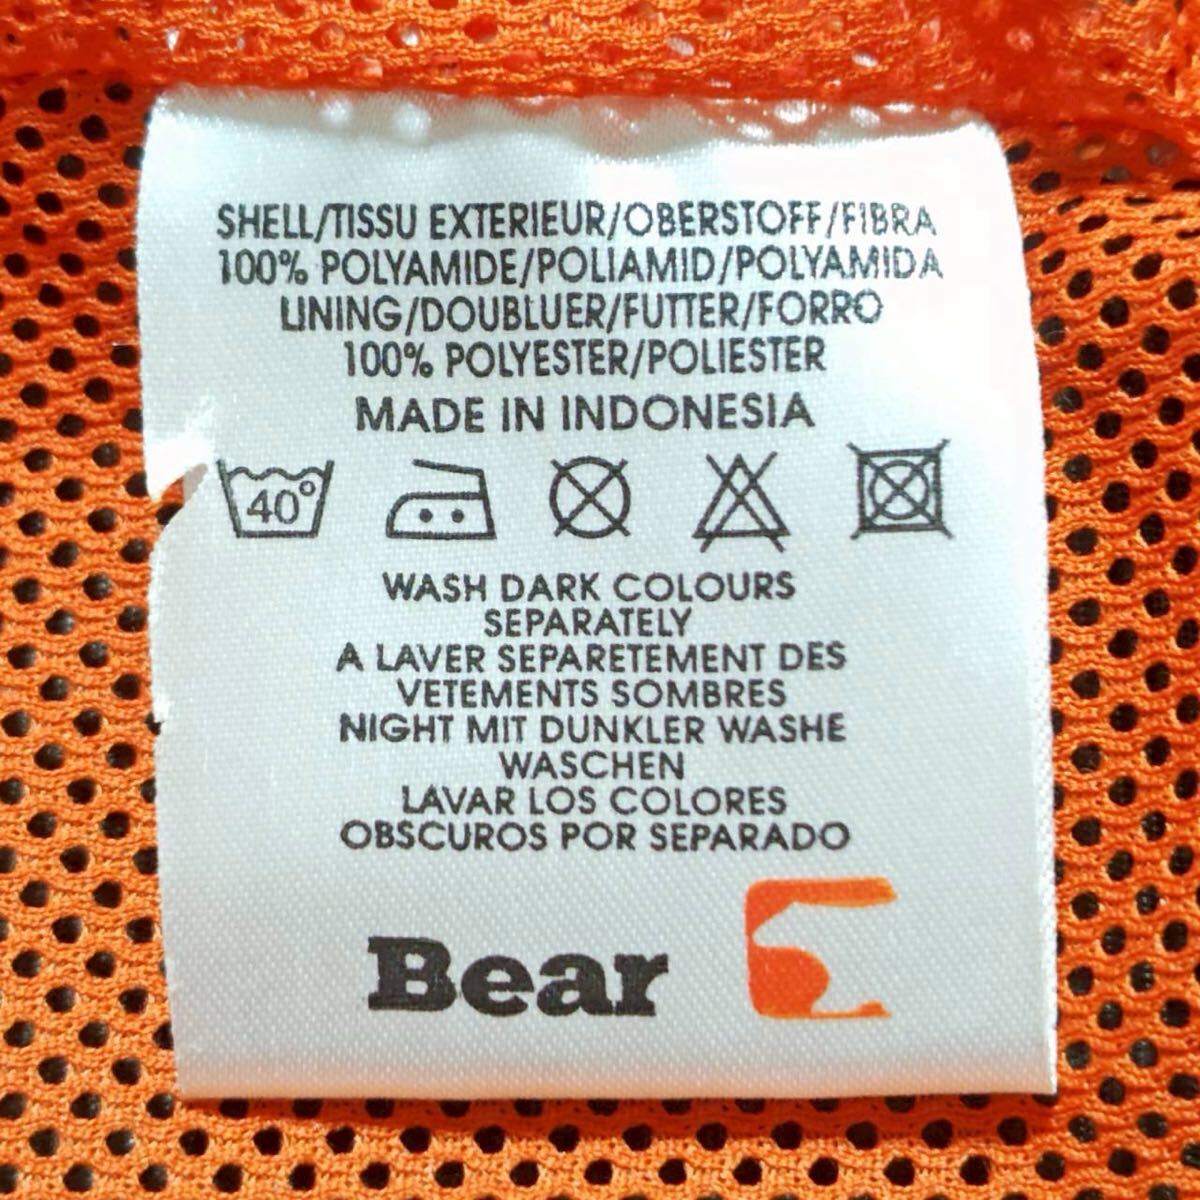 SHELL/TISSU EXTERIEUR/OBERSTOFF/FIBRA
100% POLYAMIDE/POLIAMID/POLYAMIDA
LINING/DOUBLUER/FUTTER/FORRO
100% POLYESTER/POLIESTER
MADE IN INDONESIA
40°
WASH DARK COLOURS
SEPARATELY
A LAVER SEPARETEMENT DES
VETEMENTS SOMBRES
NIGHT MIT DUNKLER WASHE
WASCHEN
LAVAR LOS COLORES
OBSCUROS POR SEPARADO
Bear